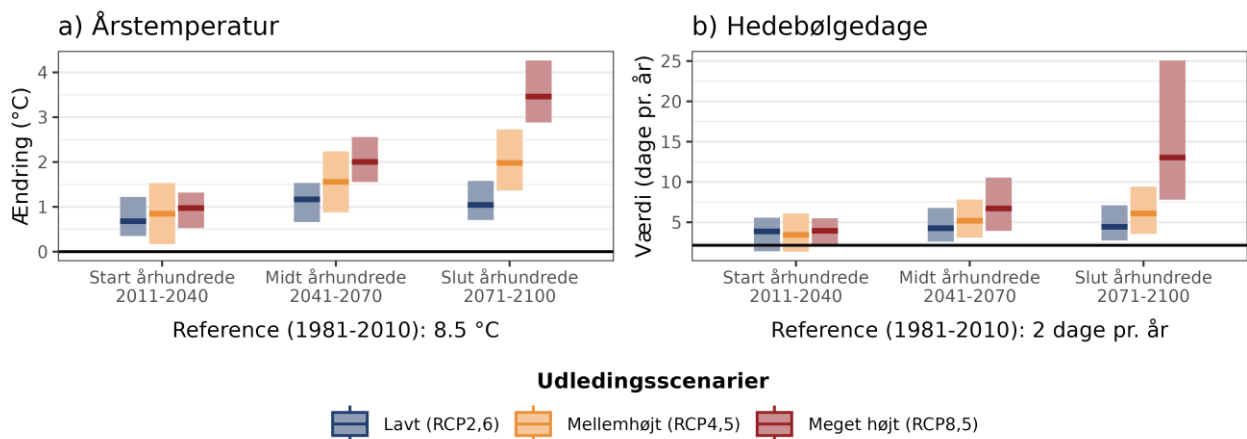 a) Årstemperatur
Ændring (°C)
4
3
2
1
0
Start århundrede
2011-2040
Midt århundrede
2041-2070
Slut århundrede
2071-2100
Reference (1981-2010): 8.5 °C
b) Hedebølgedage
Værdi (dage pr. år)
25
20
15
10
5
Start århundrede
2011-2040
Midt århundrede
2041-2070
Slut århundrede
2071-2100
Reference (1981-2010): 2 dage pr. år
Udledingsscenarier
Lavt (RCP2,6)
Mellemhøjt (RCP4,5)
Meget højt (RCP8,5)